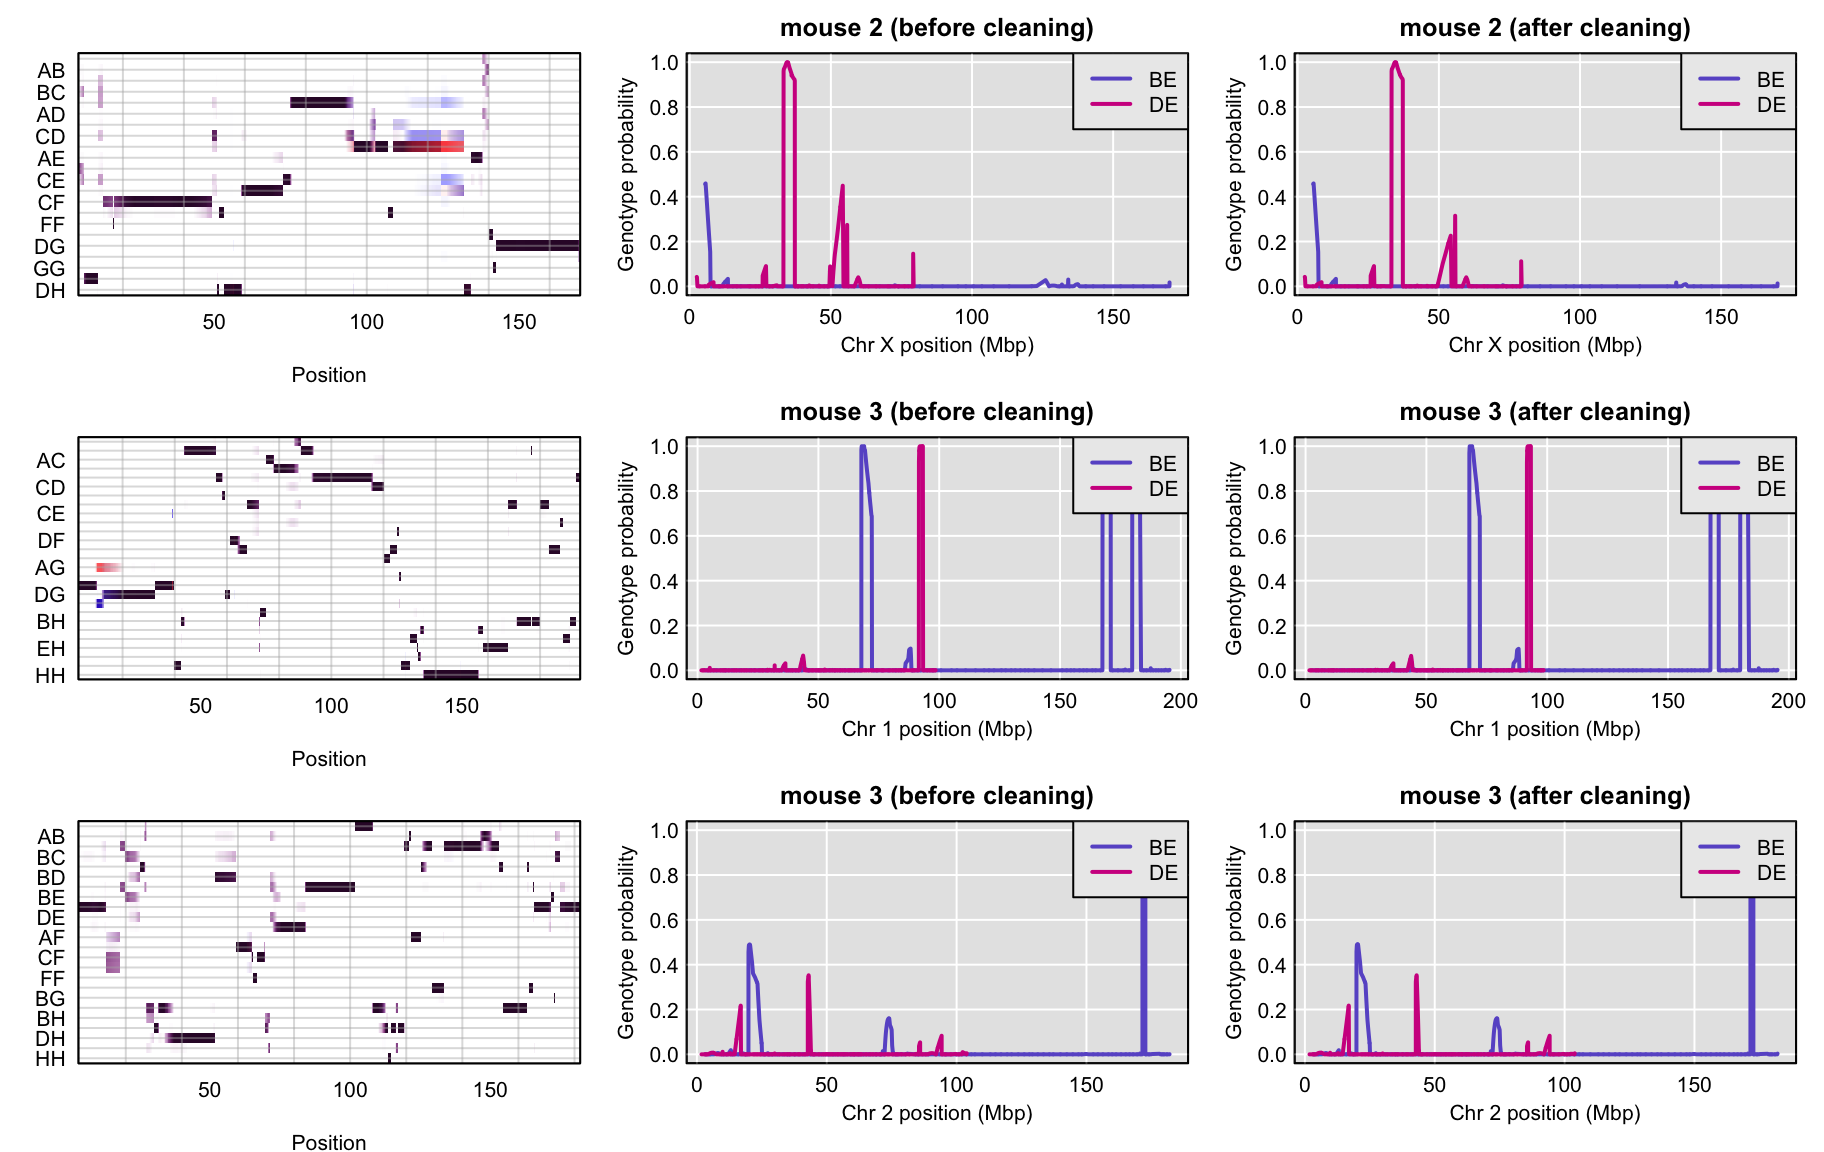 mouse 2 (before cleaning)
mouse 2 (after cleaning)
AB
BC
AD
CD
AE
CE
CF
FF
DG
GG
DH
50 100 150
Position
Genotype probability
1.0
0.8
0.6
0.4
0.2
0.0
BE
DE
0 50 100 150
Chr X position (Mbp)
Genotype probability
1.0
0.8
0.6
0.4
0.2
0.0
BE
DE
0 50 100 150
Chr X position (Mbp)
mouse 3 (before cleaning)
mouse 3 (after cleaning)
AC
CD
CE
DF
AG
DG
BH
EH
HH
50 100 150
Position
Genotype probability
1.0
0.8
0.6
0.4
0.2
0.0
BE
DE
0 50 100 150 200
Chr 1 position (Mbp)
Genotype probability
1.0
0.8
0.6
0.4
0.2
0.0
BE
DE
0 50 100 150 200
Chr 1 position (Mbp)
mouse 3 (before cleaning)
mouse 3 (after cleaning)
AB
BC
BD
BE
DE
AF
CF
FF
BG
BH
DH
HH
50 100 150
Position
Genotype probability
1.0
0.8
0.6
0.4
0.2
0.0
BE
DE
0 50 100 150
Chr 2 position (Mbp)
Genotype probability
1.0
0.8
0.6
0.4
0.2
0.0
BE
DE
0 50 100 150
Chr 2 position (Mbp)